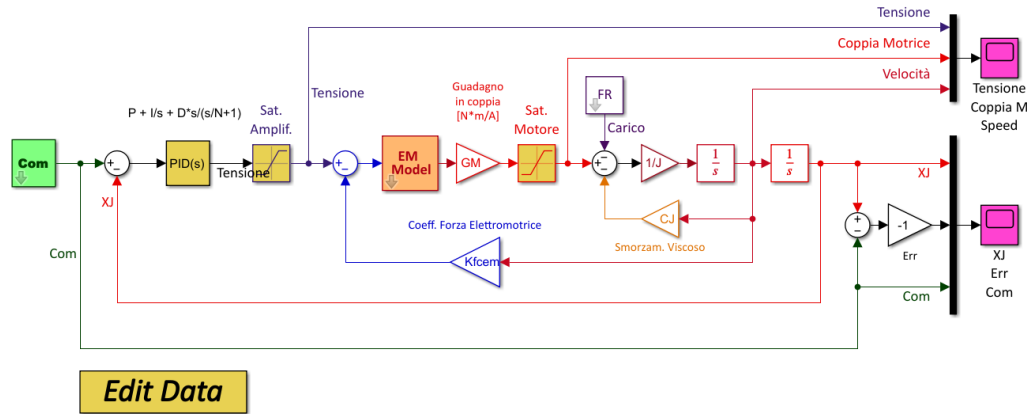 Tensione
Coppia Motrice
Velocità
Tensione
Coppia M
Speed
P + I/s + D*s/(s/N+1)
Sat.
Amplif.
Tensione
Guadagno
in coppia
[N*m/A]
Sat.
Motore
FR
Carico
Com
PID(s)
Tensione
EM
Model
GM
1/J
1
s
1
s
XJ
XJ
CJ
Smorzam. Viscoso
Coeff. Forza Elettromotrice
Kfcem
Com
-1
Err
Com
XJ
Err
Com
Edit Data